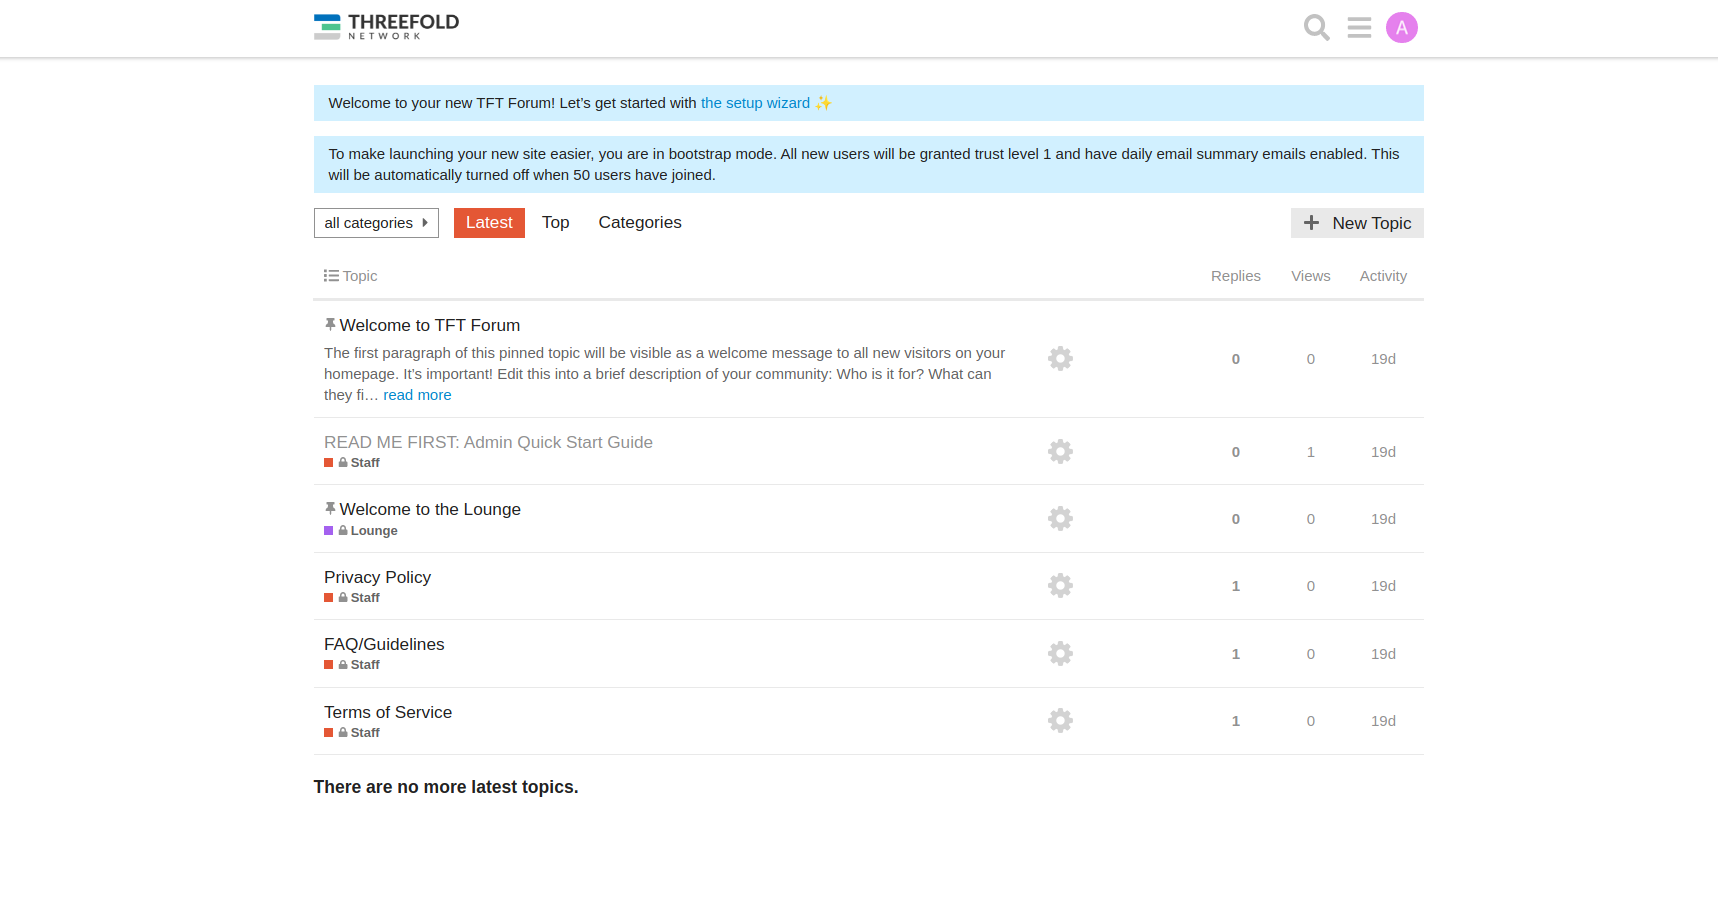 THREEFOLD
NETWORK
A
Welcome to your new TFT Forum! Let’s get started with the setup wizard ✨
To make launching your new site easier, you are in bootstrap mode. All new users will be granted trust level 1 and have daily email summary emails enabled. This
will be automatically turned off when 50 users have joined.
all categories Latest Top Categories New Topic
Topic Replies Views Activity
Welcome to TFT Forum
The first paragraph of this pinned topic will be visible as a welcome message to all new visitors on your
homepage. It’s important! Edit this into a brief description of your community: Who is it for? What can
they fi… read more
0 0 19d
READ ME FIRST: Admin Quick Start Guide
Staff
0 1 19d
Welcome to the Lounge
Lounge
0 0 19d
Privacy Policy
Staff
1 0 19d
FAQ/Guidelines
Staff
1 0 19d
Terms of Service
Staff
1 0 19d
There are no more latest topics.